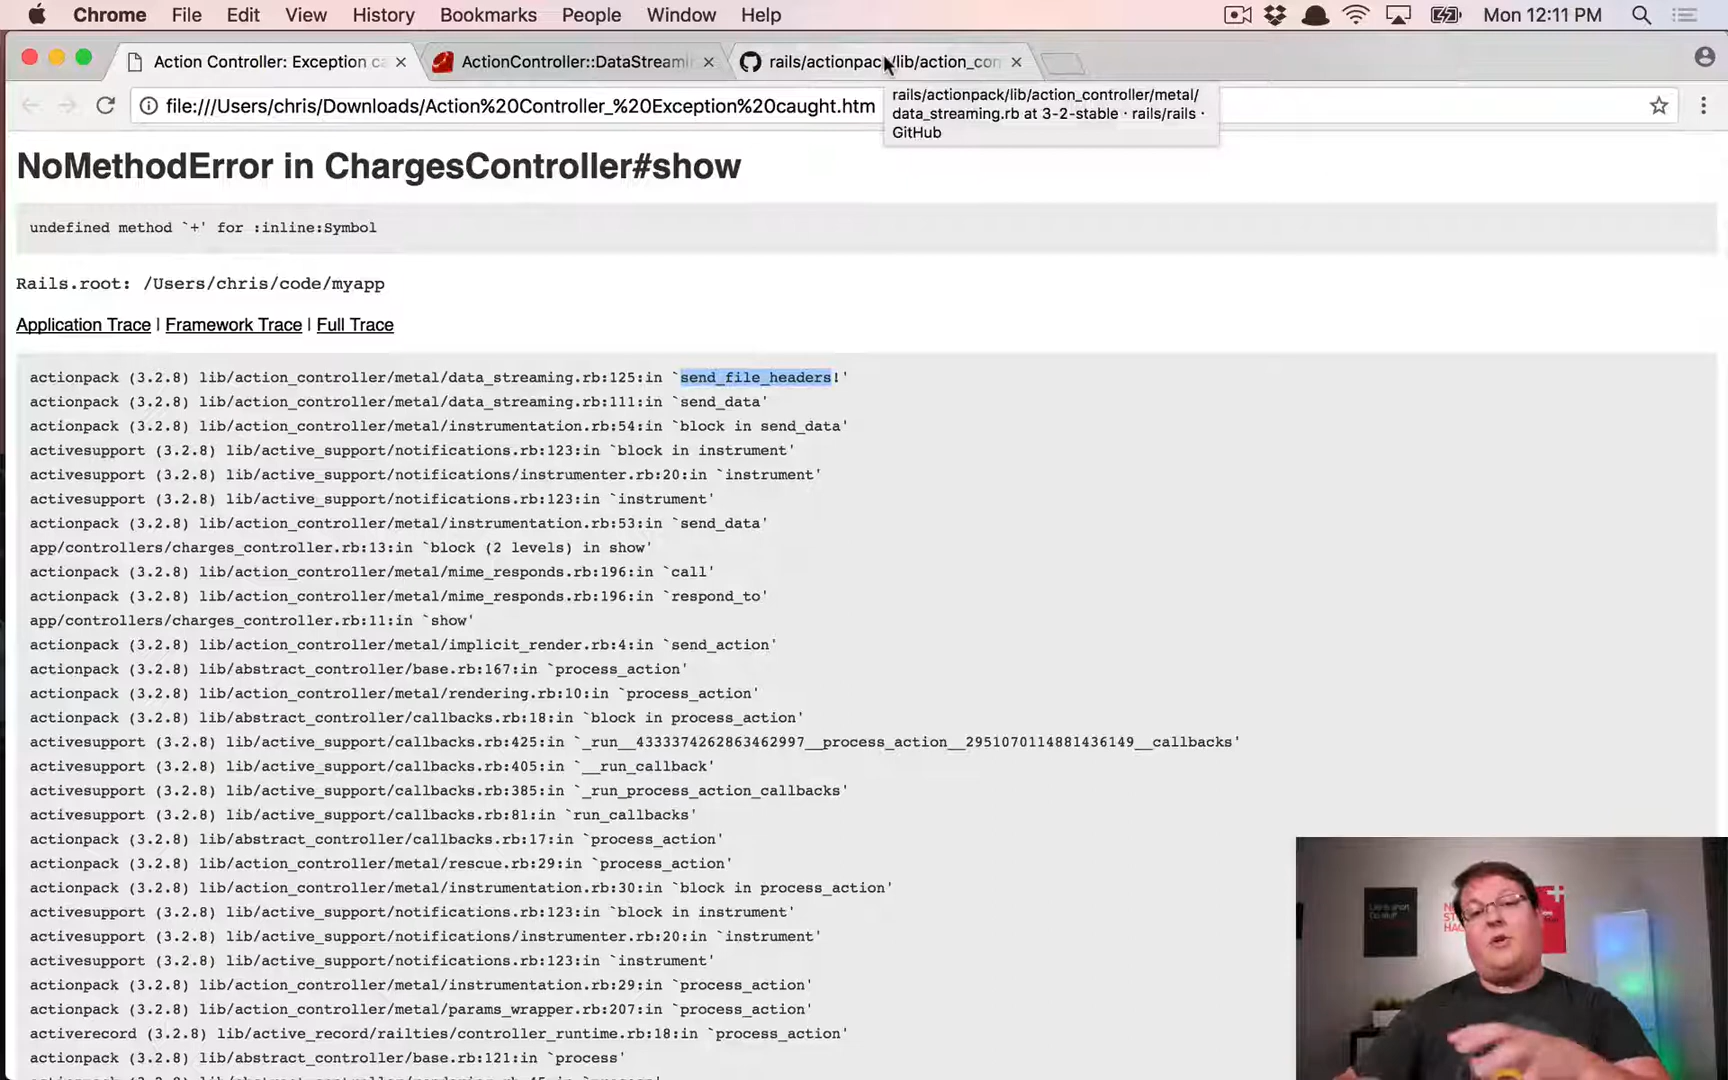 Chrome File Edit View History Bookmarks People Window Help Mon 12:11 PM
Action Controller: Exception ca ActionController::DataStreami rails/actionpack/lib/action_con
file:///Users/chris/Downloads/Action%20Controller_%20Exception%20caught.htm
rails/actionpack/lib/action_controller/metal/
data_streaming.rb at 3-2-stable · rails/rails ·
GitHub
NoMethodError in ChargesController#show
undefined method `+' for :inline:Symbol
Rails.root: /Users/chris/code/myapp
Application Trace | Framework Trace | Full Trace
actionpack (3.2.8) lib/action_controller/metal/data_streaming.rb:125:in `send_file_headers!'
actionpack (3.2.8) lib/action_controller/metal/data_streaming.rb:111:in `send_data'
actionpack (3.2.8) lib/action_controller/metal/instrumentation.rb:54:in `block in send_data'
activesupport (3.2.8) lib/active_support/notifications.rb:123:in `block in instrument'
activesupport (3.2.8) lib/active_support/notifications/instrumenter.rb:20:in `instrument'
activesupport (3.2.8) lib/active_support/notifications.rb:123:in `instrument'
actionpack (3.2.8) lib/action_controller/metal/instrumentation.rb:53:in `send_data'
app/controllers/charges_controller.rb:13:in `block (2 levels) in show'
actionpack (3.2.8) lib/action_controller/metal/mime_responds.rb:196:in `call'
actionpack (3.2.8) lib/action_controller/metal/mime_responds.rb:196:in `respond_to'
app/controllers/charges_controller.rb:11:in `show'
actionpack (3.2.8) lib/action_controller/metal/implicit_render.rb:4:in `send_action'
actionpack (3.2.8) lib/abstract_controller/base.rb:167:in `process_action'
actionpack (3.2.8) lib/action_controller/metal/rendering.rb:10:in `process_action'
actionpack (3.2.8) lib/abstract_controller/callbacks.rb:18:in `block in process_action'
activesupport (3.2.8) lib/active_support/callbacks.rb:425:in `_run__4333374262863462997__process_action__2951070114881436149__callbacks'
activesupport (3.2.8) lib/active_support/callbacks.rb:405:in `__run_callback'
activesupport (3.2.8) lib/active_support/callbacks.rb:385:in `_run_process_action_callbacks'
activesupport (3.2.8) lib/active_support/callbacks.rb:81:in `run_callbacks'
actionpack (3.2.8) lib/abstract_controller/callbacks.rb:17:in `process_action'
actionpack (3.2.8) lib/action_controller/metal/rescue.rb:29:in `process_action'
actionpack (3.2.8) lib/action_controller/metal/instrumentation.rb:30:in `block in process_action'
activesupport (3.2.8) lib/active_support/notifications.rb:123:in `block in instrument'
activesupport (3.2.8) lib/active_support/notifications/instrumenter.rb:20:in `instrument'
activesupport (3.2.8) lib/active_support/notifications.rb:123:in `instrument'
actionpack (3.2.8) lib/action_controller/metal/instrumentation.rb:29:in `process_action'
actionpack (3.2.8) lib/action_controller/metal/params_wrapper.rb:207:in `process_action'
activerecord (3.2.8) lib/active_record/railties/controller_runtime.rb:18:in `process_action'
actionpack (3.2.8) lib/abstract_controller/base.rb:121:in `process'